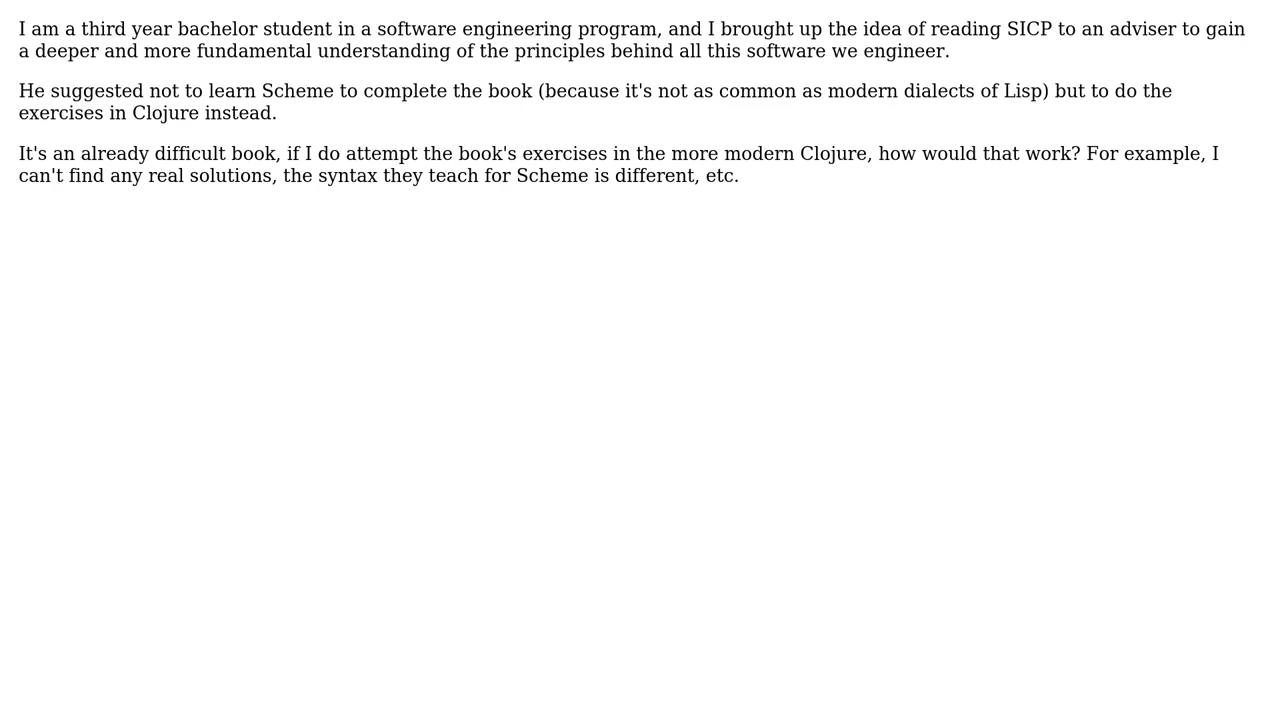 I am a third year bachelor student in a software engineering program, and I brought up the idea of reading SICP to an adviser to gain
a deeper and more fundamental understanding of the principles behind all this software we engineer.
He suggested not to learn Scheme to complete the book (because it's not as common as modern dialects of Lisp) but to do the
exercises in Clojure instead.
It's an already difficult book, if I do attempt the book's exercises in the more modern Clojure, how would that work? For example, I
can't find any real solutions, the syntax they teach for Scheme is different, etc.